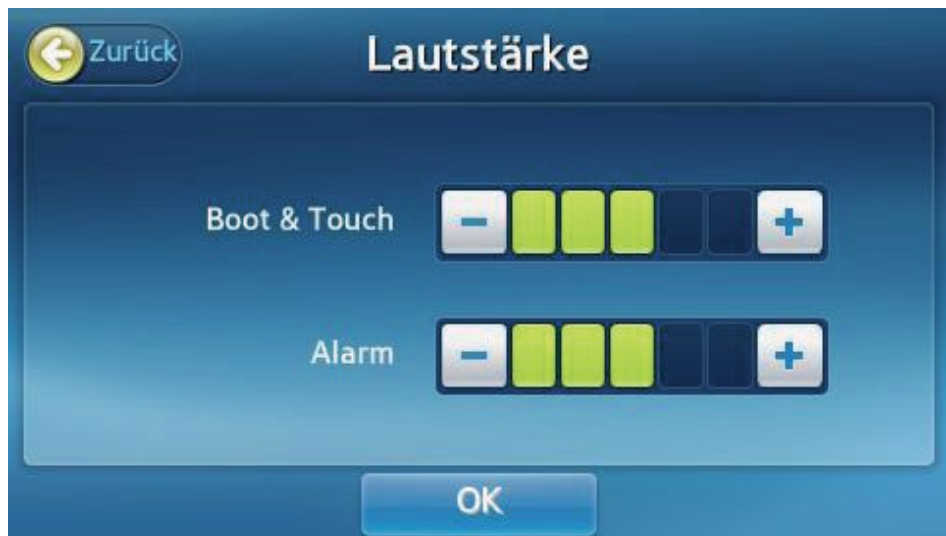 Zurück
Lautstärke
Boot & Touch
- +
Alarm
- +
OK